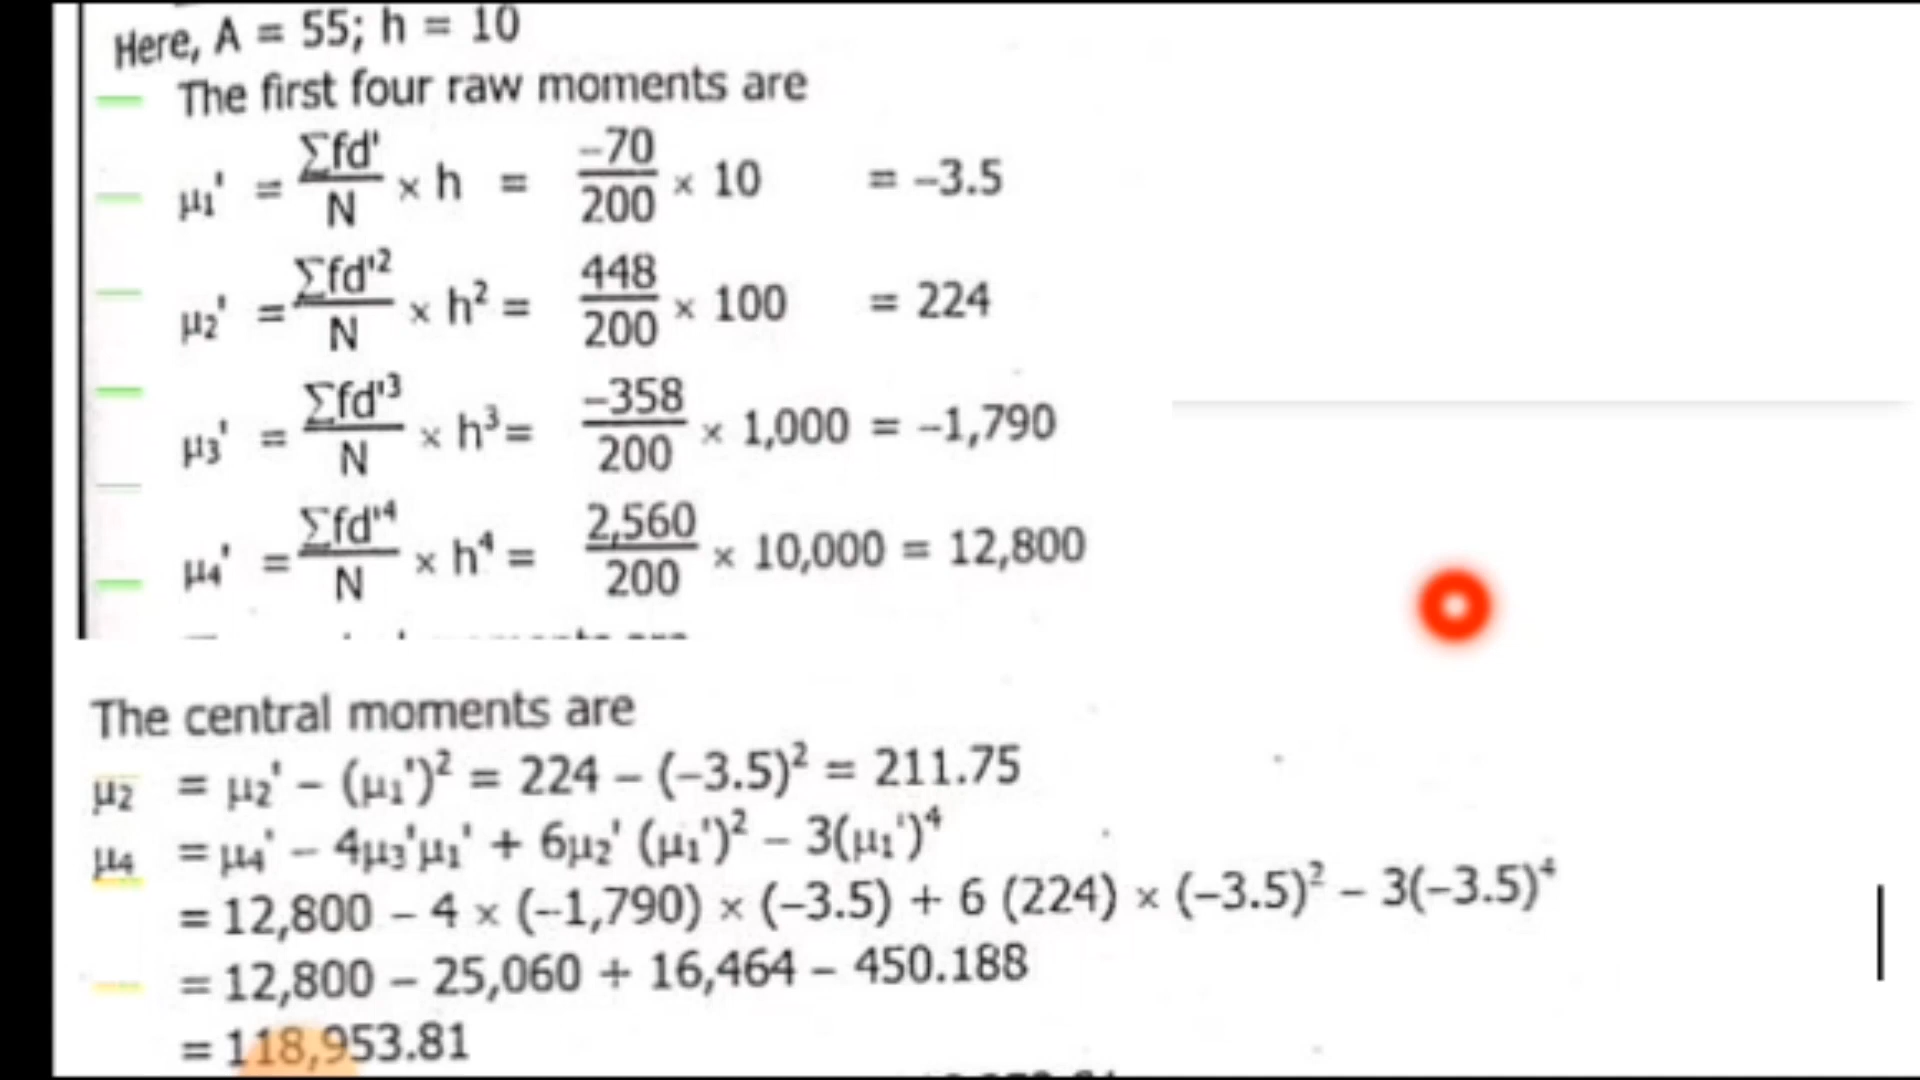 Here, A = 55; h = 10
The first four raw moments are
μ₁' = Σfd'/N × h = –70/200 × 10 = –3.5
μ₂' = Σfd'²/N × h² = 448/200 × 100 = 224
μ₃' = Σfd'³/N × h³ = –358/200 × 1,000 = –1,790
μ₄' = Σfd'⁴/N × h⁴ = 2,560/200 × 10,000 = 12,800
The central moments are
μ₂ = μ₂' – (μ₁')² = 224 – (–3.5)² = 211.75
μ₄ = μ₄' – 4μ₃'μ₁' + 6μ₂' (μ₁')² – 3(μ₁')⁴
= 12,800 – 4 × (–1,790) × (–3.5) + 6 (224) × (–3.5)² – 3(–3.5)⁴
= 12,800 – 25,060 + 16,464 – 450.188
= 118,953.81